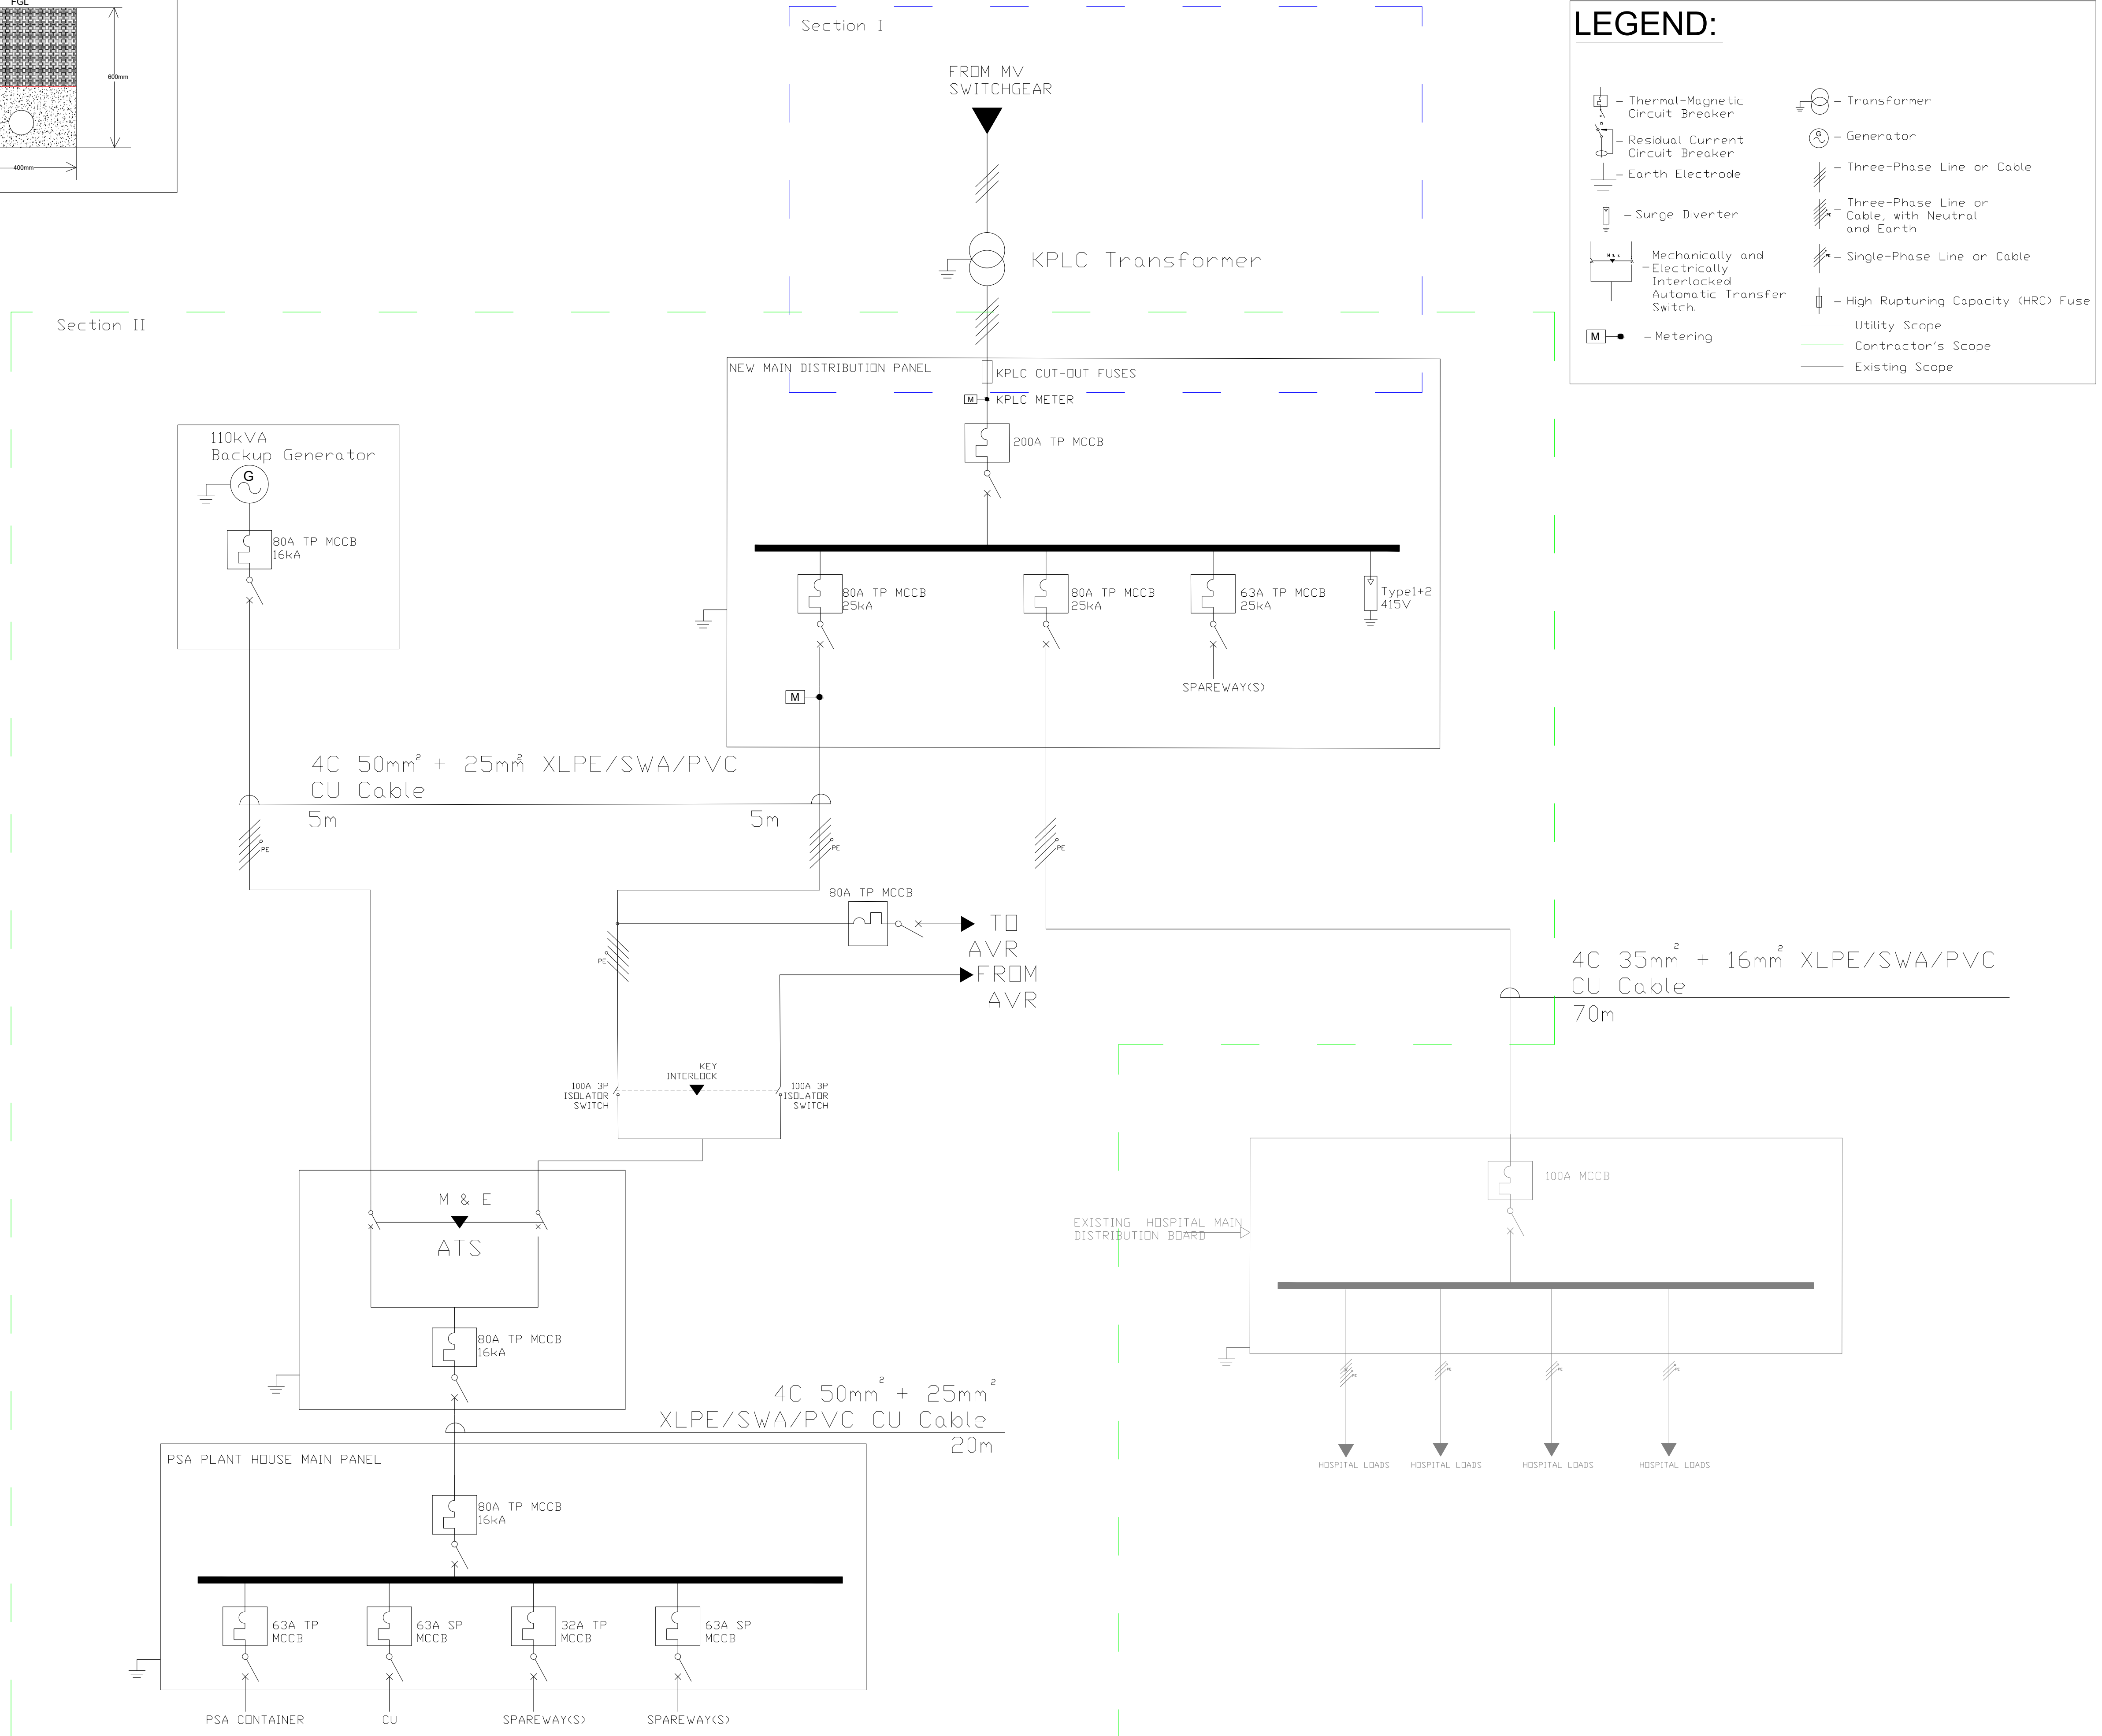 FGL
600mm
400mm
Section I
FROM MV
SWITCHGEAR
KPLC Transformer
LEGEND:
– Thermal-Magnetic
Circuit Breaker
– Residual Current
Circuit Breaker
– Earth Electrode
– Surge Diverter
M & E
– Mechanically and
Electrically
Interlocked
Automatic Transfer
Switch.
M
– Metering
– Transformer
G
– Generator
– Three-Phase Line or Cable
PE
– Three-Phase Line or
Cable, with Neutral
and Earth
PE
– Single-Phase Line or Cable
– High Rupturing Capacity (HRC) Fuse
Utility Scope
Contractor's Scope
Existing Scope
Section II
NEW MAIN DISTRIBUTION PANEL
KPLC CUT-OUT FUSES
M
KPLC METER
200A TP MCCB
110kVA
Backup Generator
G
80A TP MCCB
16kA
80A TP MCCB
25kA
80A TP MCCB
25kA
63A TP MCCB
25kA
Type1+2
415V
SPAREWAY(S)
M
4C 50mm² + 25mm² XLPE/SWA/PVC
CU Cable
5m
5m
PE
PE
PE
80A TP MCCB
TO
AVR
PE
FROM
AVR
4C 35mm² + 16mm² XLPE/SWA/PVC
CU Cable
70m
KEY
INTERLOCK
100A 3P
ISOLATOR
SWITCH
100A 3P
ISOLATOR
SWITCH
M & E
ATS
80A TP MCCB
16kA
100A MCCB
EXISTING HOSPITAL MAIN
DISTRIBUTION BOARD
PE
PE
PE
PE
HOSPITAL LOADS
HOSPITAL LOADS
HOSPITAL LOADS
HOSPITAL LOADS
4C 50mm² + 25mm²
XLPE/SWA/PVC CU Cable
20m
PSA PLANT HOUSE MAIN PANEL
80A TP MCCB
16kA
63A TP
MCCB
63A SP
MCCB
32A TP
MCCB
63A SP
MCCB
PSA CONTAINER
CU
SPAREWAY(S)
SPAREWAY(S)